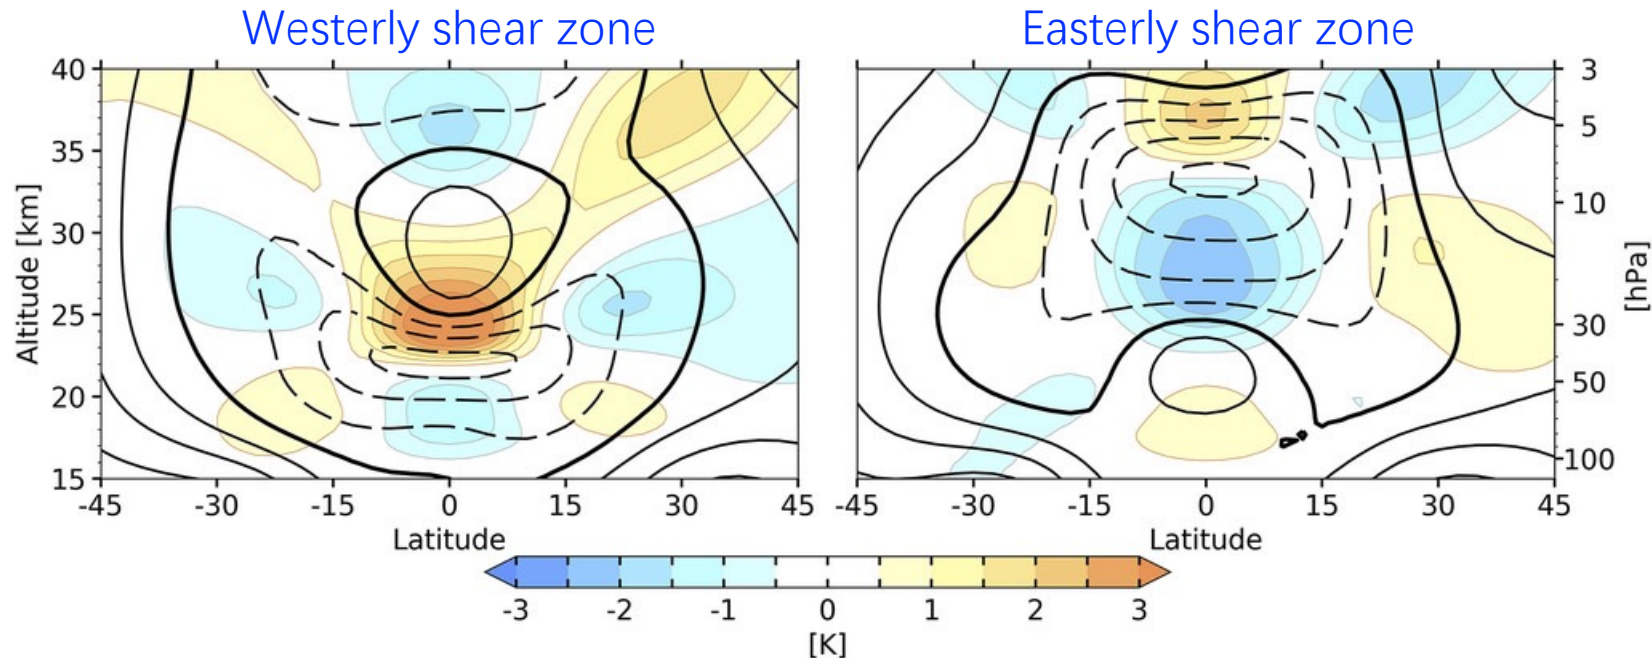 Westerly shear zone
Easterly shear zone
Altitude [km]
40
35
30
25
20
15
-45 -30 -15 0 15 30 45
Latitude
3
5
10
30
50
100
[hPa]
-45 -30 -15 0 15 30 45
Latitude
-3 -2 -1 0 1 2 3
[K]